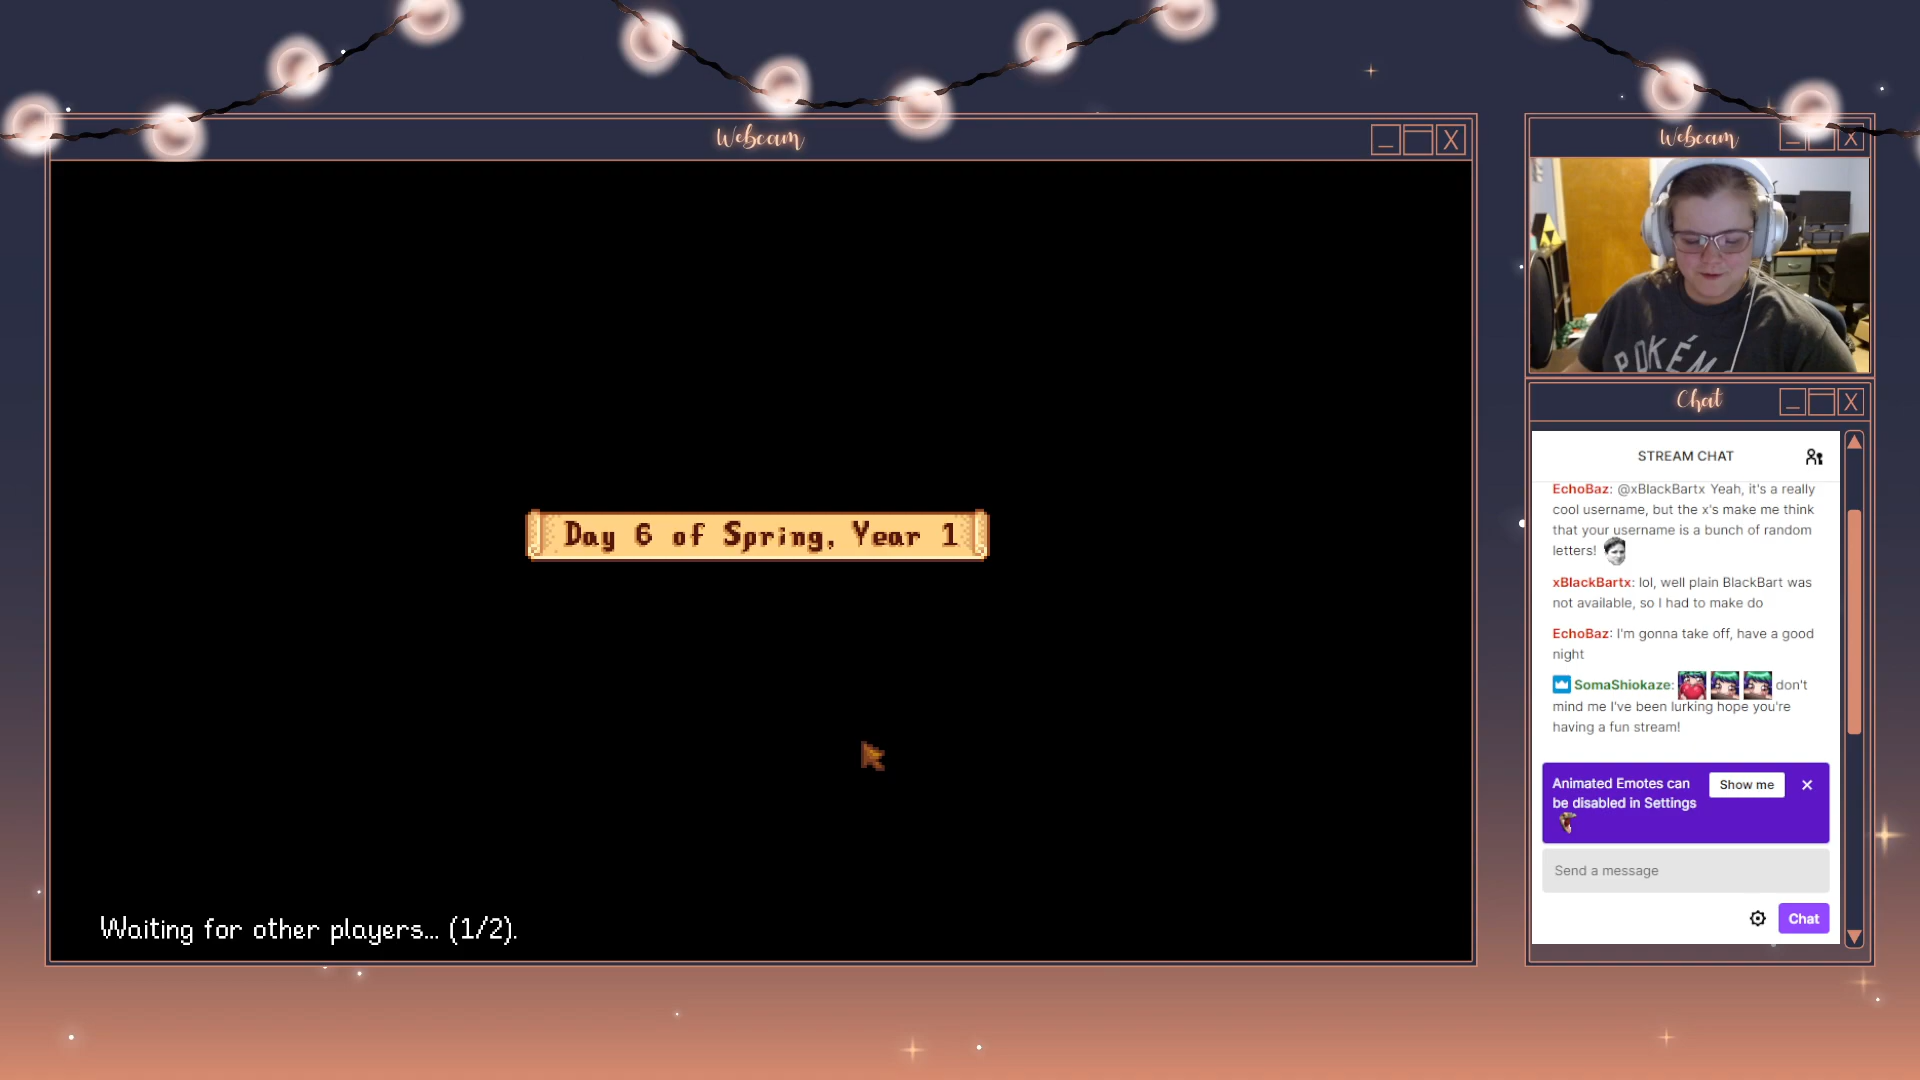 Webcam
Day 6 of Spring, Year 1
Waiting for other players... (1/2).
Webcam
POKÉM
Chat
STREAM CHAT
EchoBaz: @xBlackBartx Yeah, it's a really
cool username, but the x's make me think
that your username is a bunch of random
letters!
xBlackBartx: lol, well plain BlackBart was
not available, so I had to make do
EchoBaz: I'm gonna take off, have a good
night
SomaShiokaze: don't
mind me I've been lurking hope you're
having a fun stream!
Animated Emotes can
be disabled in Settings
Show me
Send a message
Chat